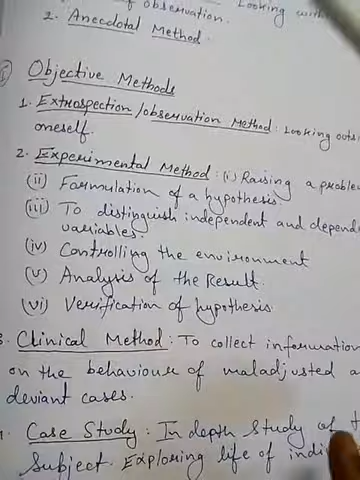 of observation. Looking with
2. Anecdotal Method.
Objective Methods
1. Extrospection/observation Method: Looking outs
oneself.
2. Experimental Method: (i) Raising a proble
(ii) Formulation of a hypothesis.
(iii) To distinguish independent and depend
variables.
(iv) Controlling the environment
(v) Analysis of the Result.
(vi) Verification of hypothesis.
3. Clinical Method: To collect information
on the behaviour of maladjusted a
deviant cases.
Case Study: In depth study of t
Subject. Exploring life of indi